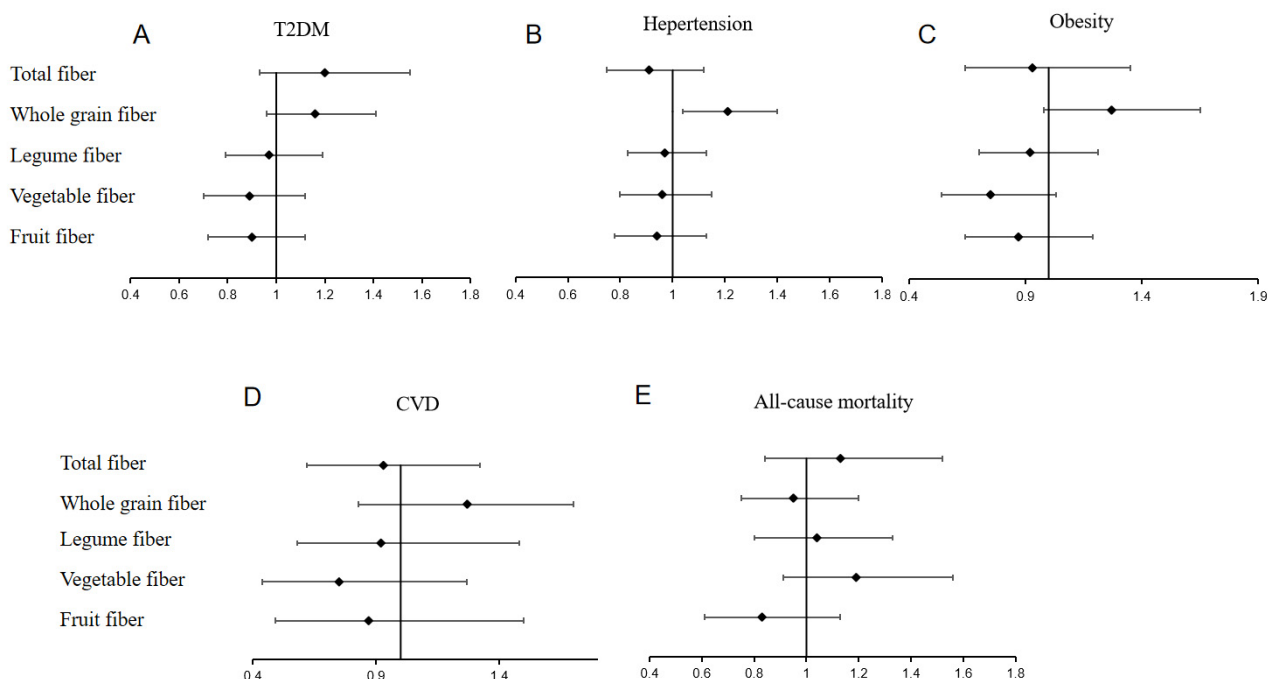 A T2DM
B Hepertension
C Obesity
Total fiber
Whole grain fiber
Legume fiber
Vegetable fiber
Fruit fiber
0.4 0.6 0.8 1 1.2 1.4 1.6 1.8
0.4 0.6 0.8 1 1.2 1.4 1.6 1.8
0.4 0.9 1.4 1.9
D CVD
E All-cause mortality
Total fiber
Whole grain fiber
Legume fiber
Vegetable fiber
Fruit fiber
0.4 0.9 1.4
0.4 0.6 0.8 1 1.2 1.4 1.6 1.8